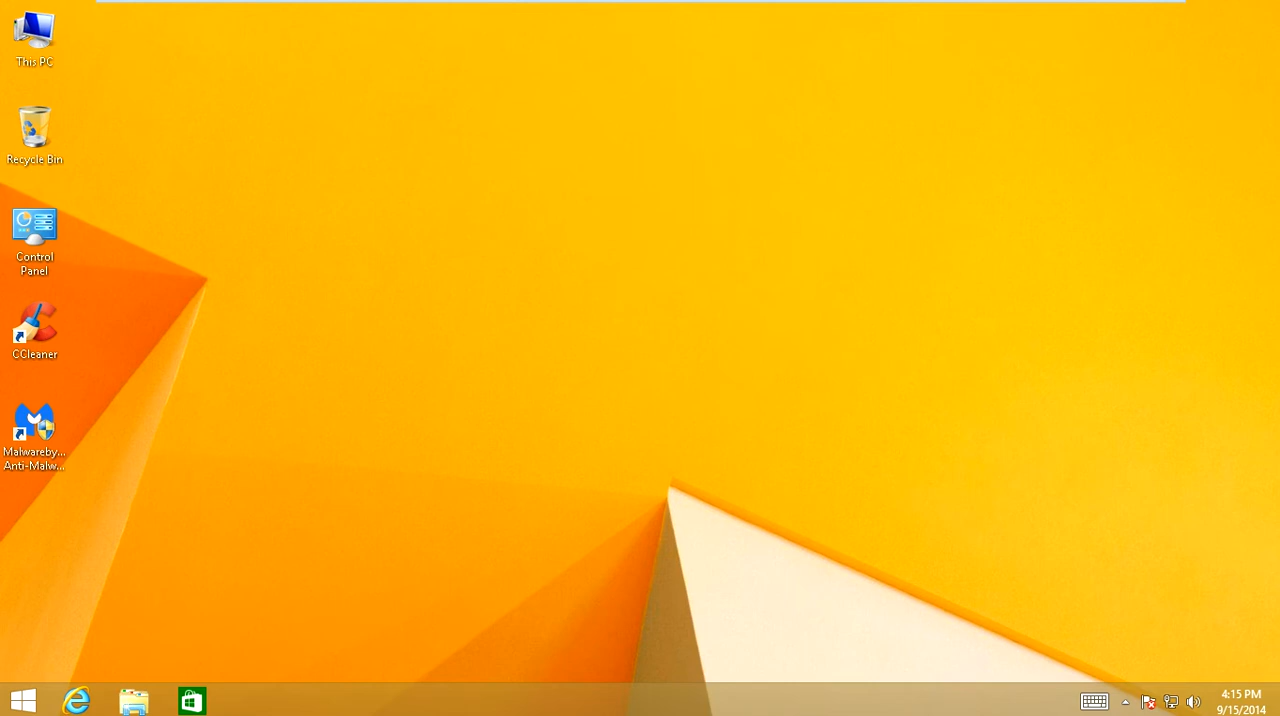 This PC
Recycle Bin
Control
Panel
CCleaner
Malwareby...
Anti-Malw...
4:15 PM
9/15/2014